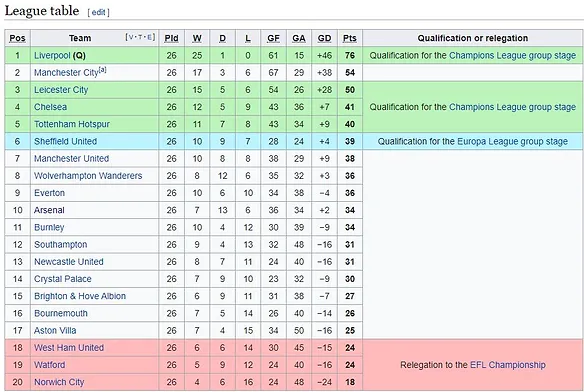 League table [ edit ]
Pos Team [ V · T · E ] Pld W D L GF GA GD Pts Qualification or relegation
1 Liverpool (Q) 26 25 1 0 61 15 +46 76 Qualification for the Champions League group stage
2 Manchester City[a] 26 17 3 6 67 29 +38 54
3 Leicester City 26 15 5 6 54 26 +28 50
4 Chelsea 26 12 5 9 43 36 +7 41 Qualification for the Champions League group stage
5 Tottenham Hotspur 26 11 7 8 43 34 +9 40
6 Sheffield United 26 10 9 7 28 24 +4 39 Qualification for the Europa League group stage
7 Manchester United 26 10 8 8 38 29 +9 38
8 Wolverhampton Wanderers 26 8 12 6 35 32 +3 36
9 Everton 26 10 6 10 34 38 −4 36
10 Arsenal 26 7 13 6 36 34 +2 34
11 Burnley 26 10 4 12 30 39 −9 34
12 Southampton 26 9 4 13 32 48 −16 31
13 Newcastle United 26 8 7 11 24 40 −16 31
14 Crystal Palace 26 7 9 10 23 32 −9 30
15 Brighton & Hove Albion 26 6 9 11 31 38 −7 27
16 Bournemouth 26 7 5 14 26 40 −14 26
17 Aston Villa 26 7 4 15 34 50 −16 25
18 West Ham United 26 6 6 14 30 45 −15 24
19 Watford 26 5 9 12 24 40 −16 24 Relegation to the EFL Championship
20 Norwich City 26 4 6 16 24 48 −24 18